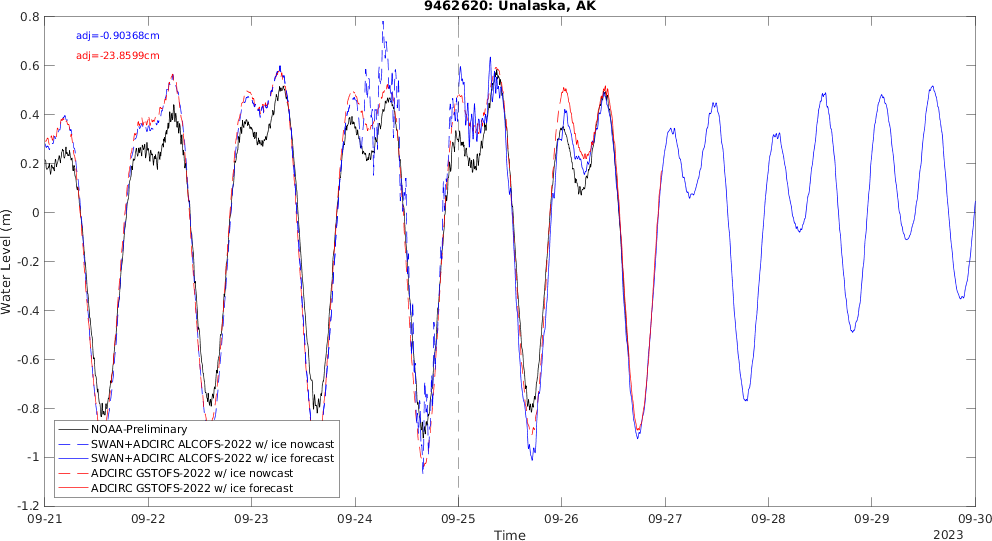 9462620: Unalaska, AK
adj=-0.90368cm
adj=-23.8599cm
Water Level (m)
0.8
0.6
0.4
0.2
0
-0.2
-0.4
-0.6
-0.8
-1
-1.2
NOAA-Preliminary
SWAN+ADCIRC ALCOFS-2022 w/ ice nowcast
SWAN+ADCIRC ALCOFS-2022 w/ ice forecast
ADCIRC GSTOFS-2022 w/ ice nowcast
ADCIRC GSTOFS-2022 w/ ice forecast
09-21 09-22 09-23 09-24 09-25 09-26 09-27 09-28 09-29 09-30
Time
2023